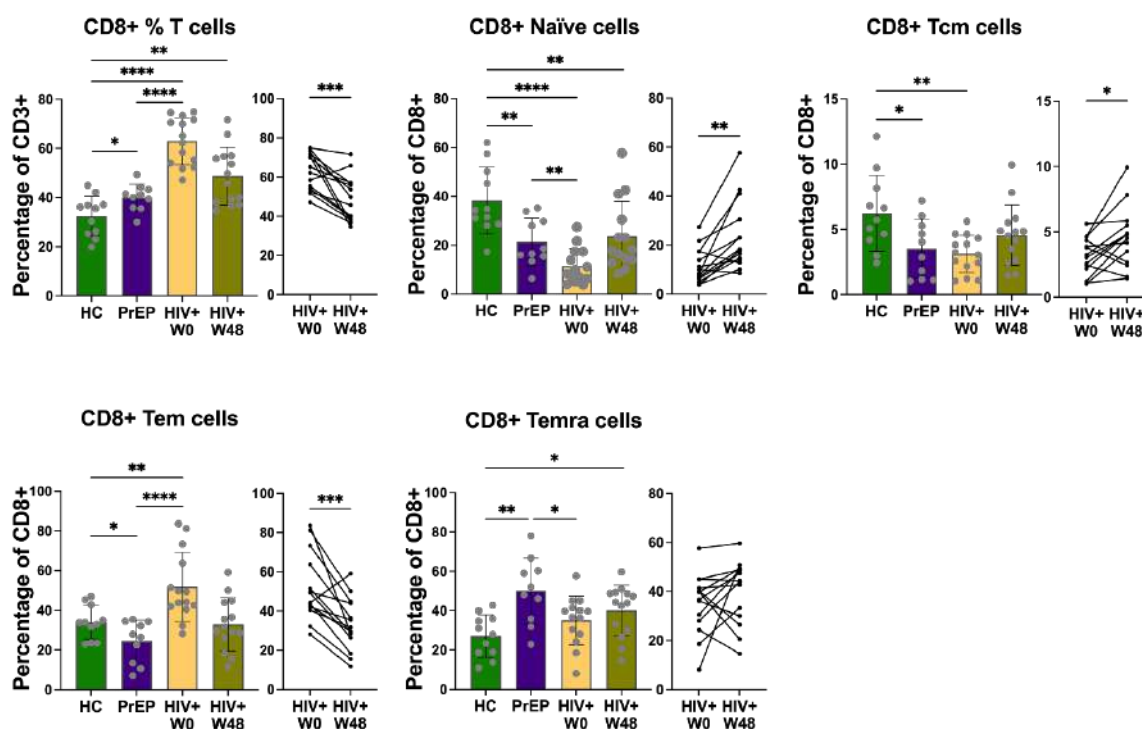 CD8+ % T cells
**
****
****
*
***
Percentage of CD3+
80
60
40
20
0
100
80
60
40
20
0
HC
PrEP
HIV+ W0
HIV+ W48
HIV+ W0
HIV+ W48
CD8+ Naïve cells
**
****
**
**
**
Percentage of CD8+
80
60
40
20
0
80
60
40
20
0
HC
PrEP
HIV+ W0
HIV+ W48
HIV+ W0
HIV+ W48
CD8+ Tcm cells
**
*
*
Percentage of CD8+
15
10
5
0
15
10
5
0
HC
PrEP
HIV+ W0
HIV+ W48
HIV+ W0
HIV+ W48
CD8+ Tem cells
**
****
*
***
Percentage of CD8+
100
80
60
40
20
0
100
80
60
40
20
0
HC
PrEP
HIV+ W0
HIV+ W48
HIV+ W0
HIV+ W48
CD8+ Temra cells
*
**
*
Percentage of CD8+
100
80
60
40
20
0
80
60
40
20
0
HC
PrEP
HIV+ W0
HIV+ W48
HIV+ W0
HIV+ W48